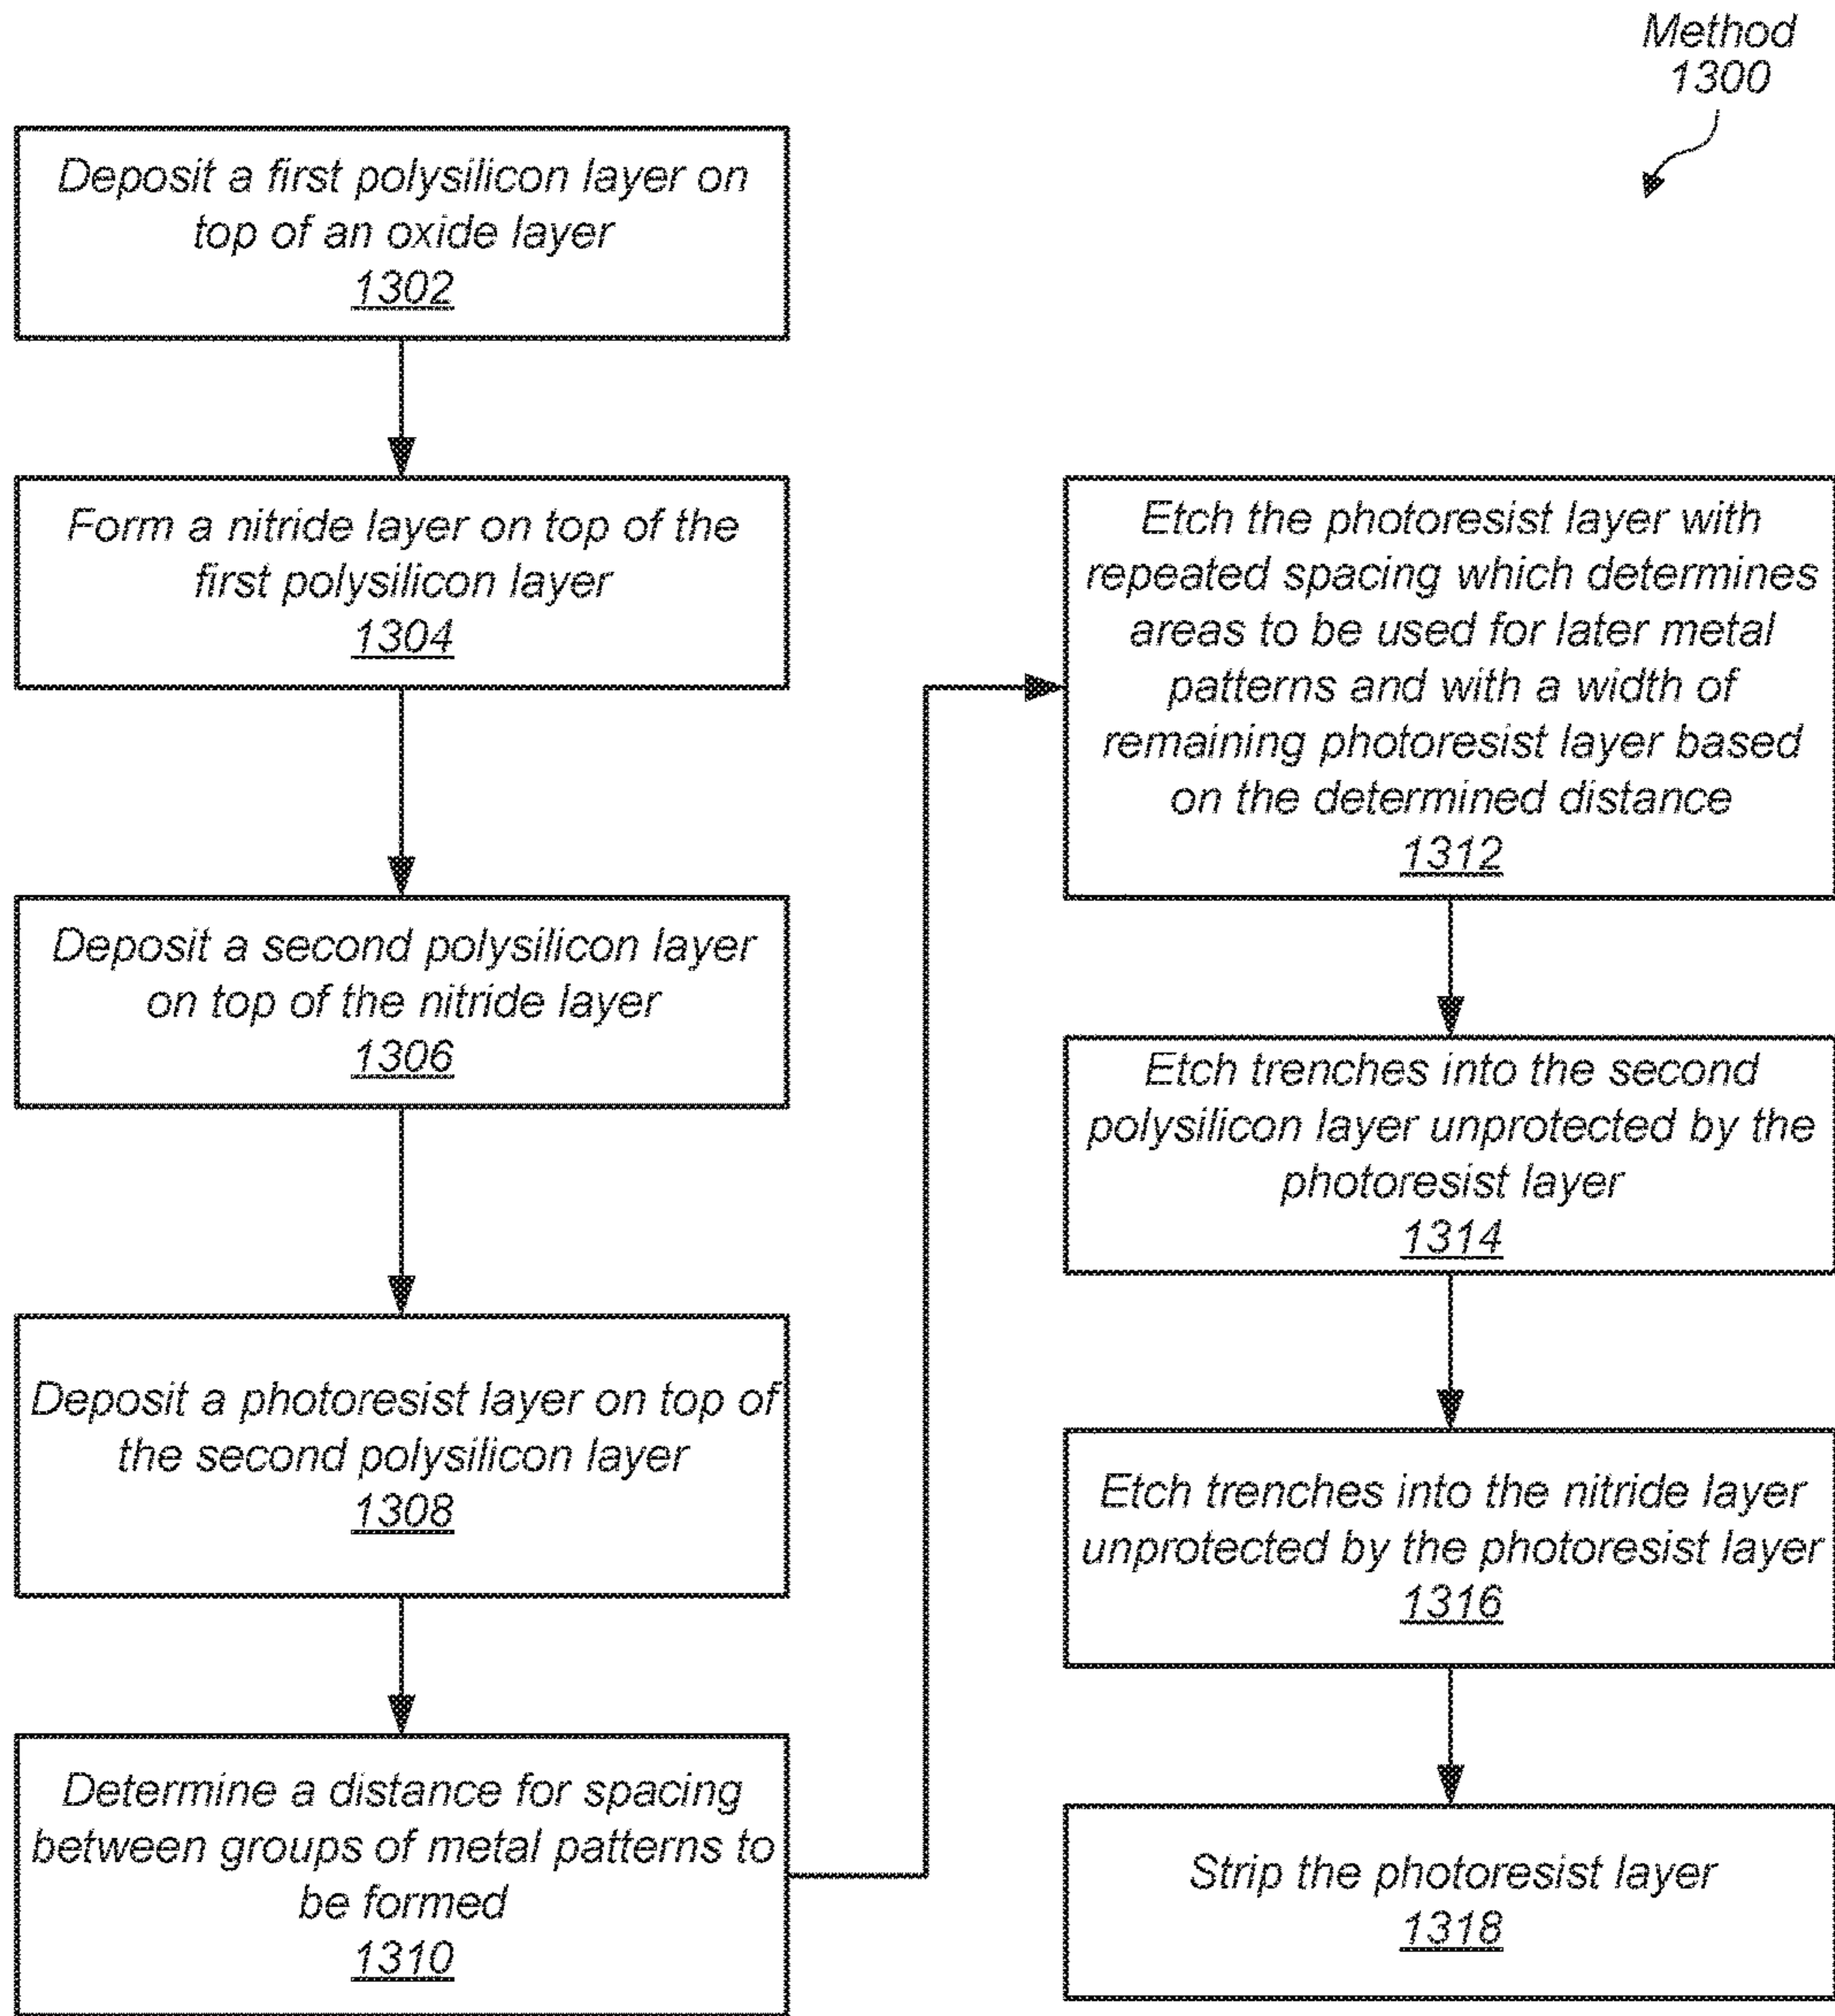 Method
1300
Deposit a first polysilicon layer on
top of an oxide layer
1302
Form a nitride layer on top of the
first polysilicon layer
1304
Deposit a second polysilicon layer
on top of the nitride layer
1306
Deposit a photoresist layer on top of
the second polysilicon layer
1308
Determine a distance for spacing
between groups of metal patterns to
be formed
1310
Etch the photoresist layer with
repeated spacing which determines
areas to be used for later metal
patterns and with a width of
remaining photoresist layer based
on the determined distance
1312
Etch trenches into the second
polysilicon layer unprotected by the
photoresist layer
1314
Etch trenches into the nitride layer
unprotected by the photoresist layer
1316
Strip the photoresist layer
1318